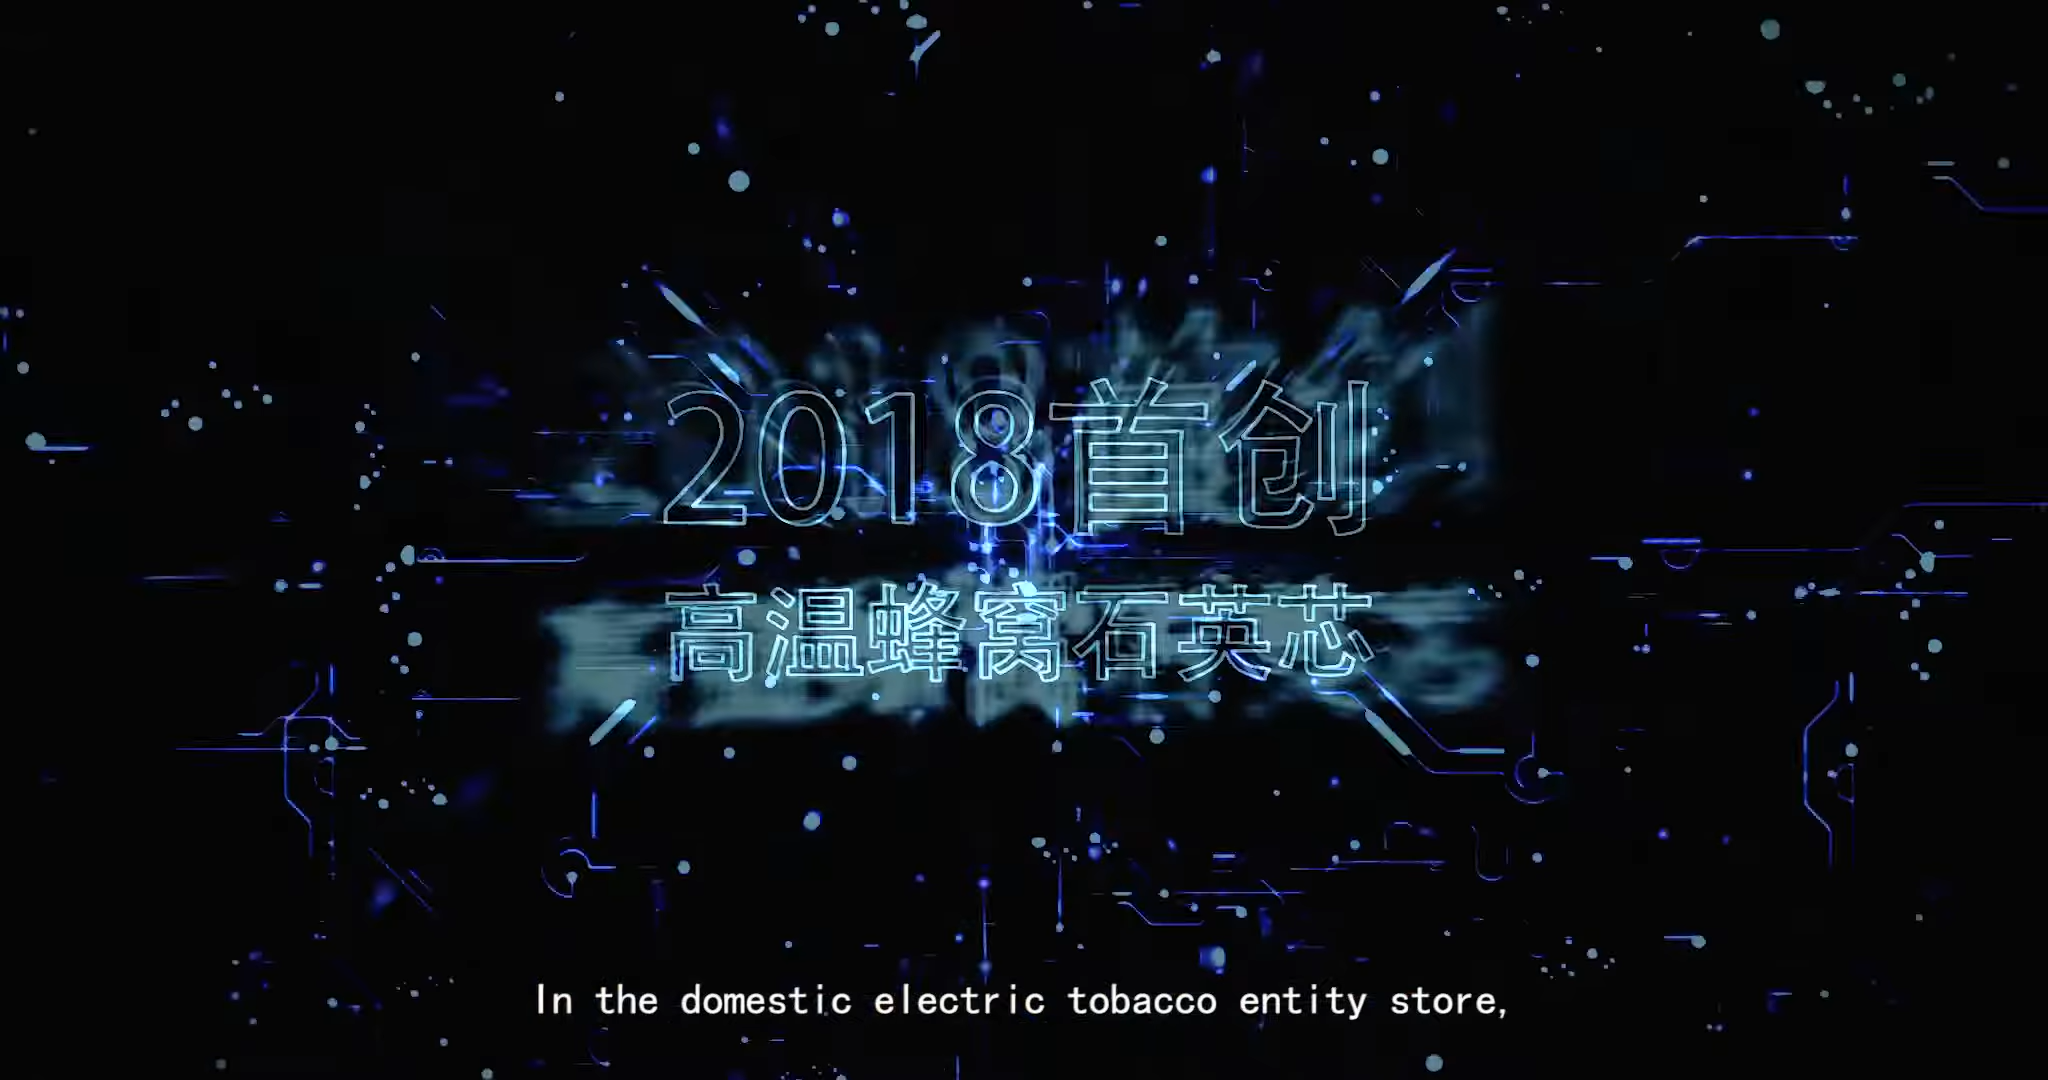 2018首创
高温蜂窝石英芯
In the domestic electric tobacco entity store,